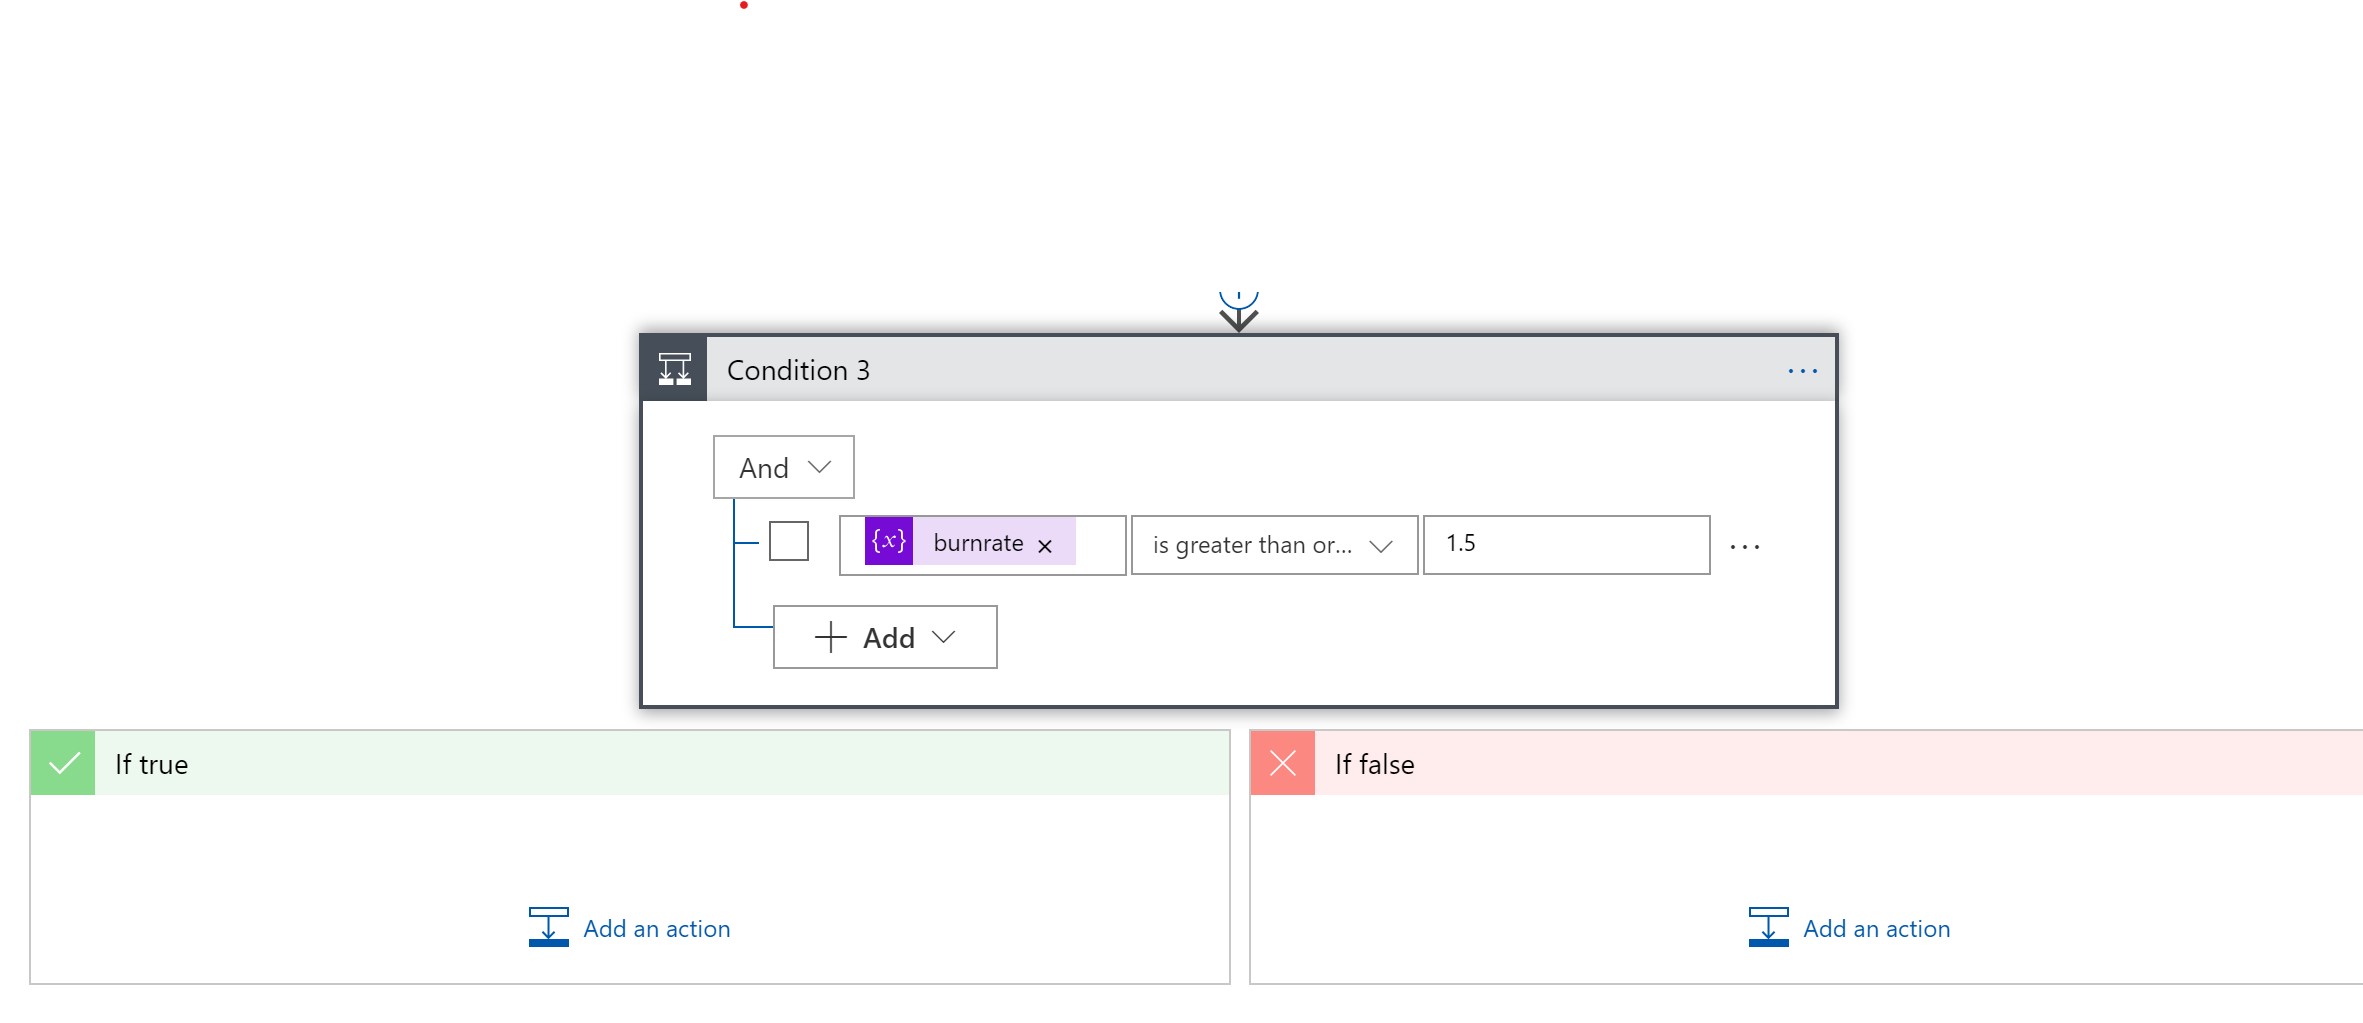 Condition 3
...
And
{x} burnrate × is greater than or... 1.5 ...
+ Add
If true
If false
Add an action
Add an action